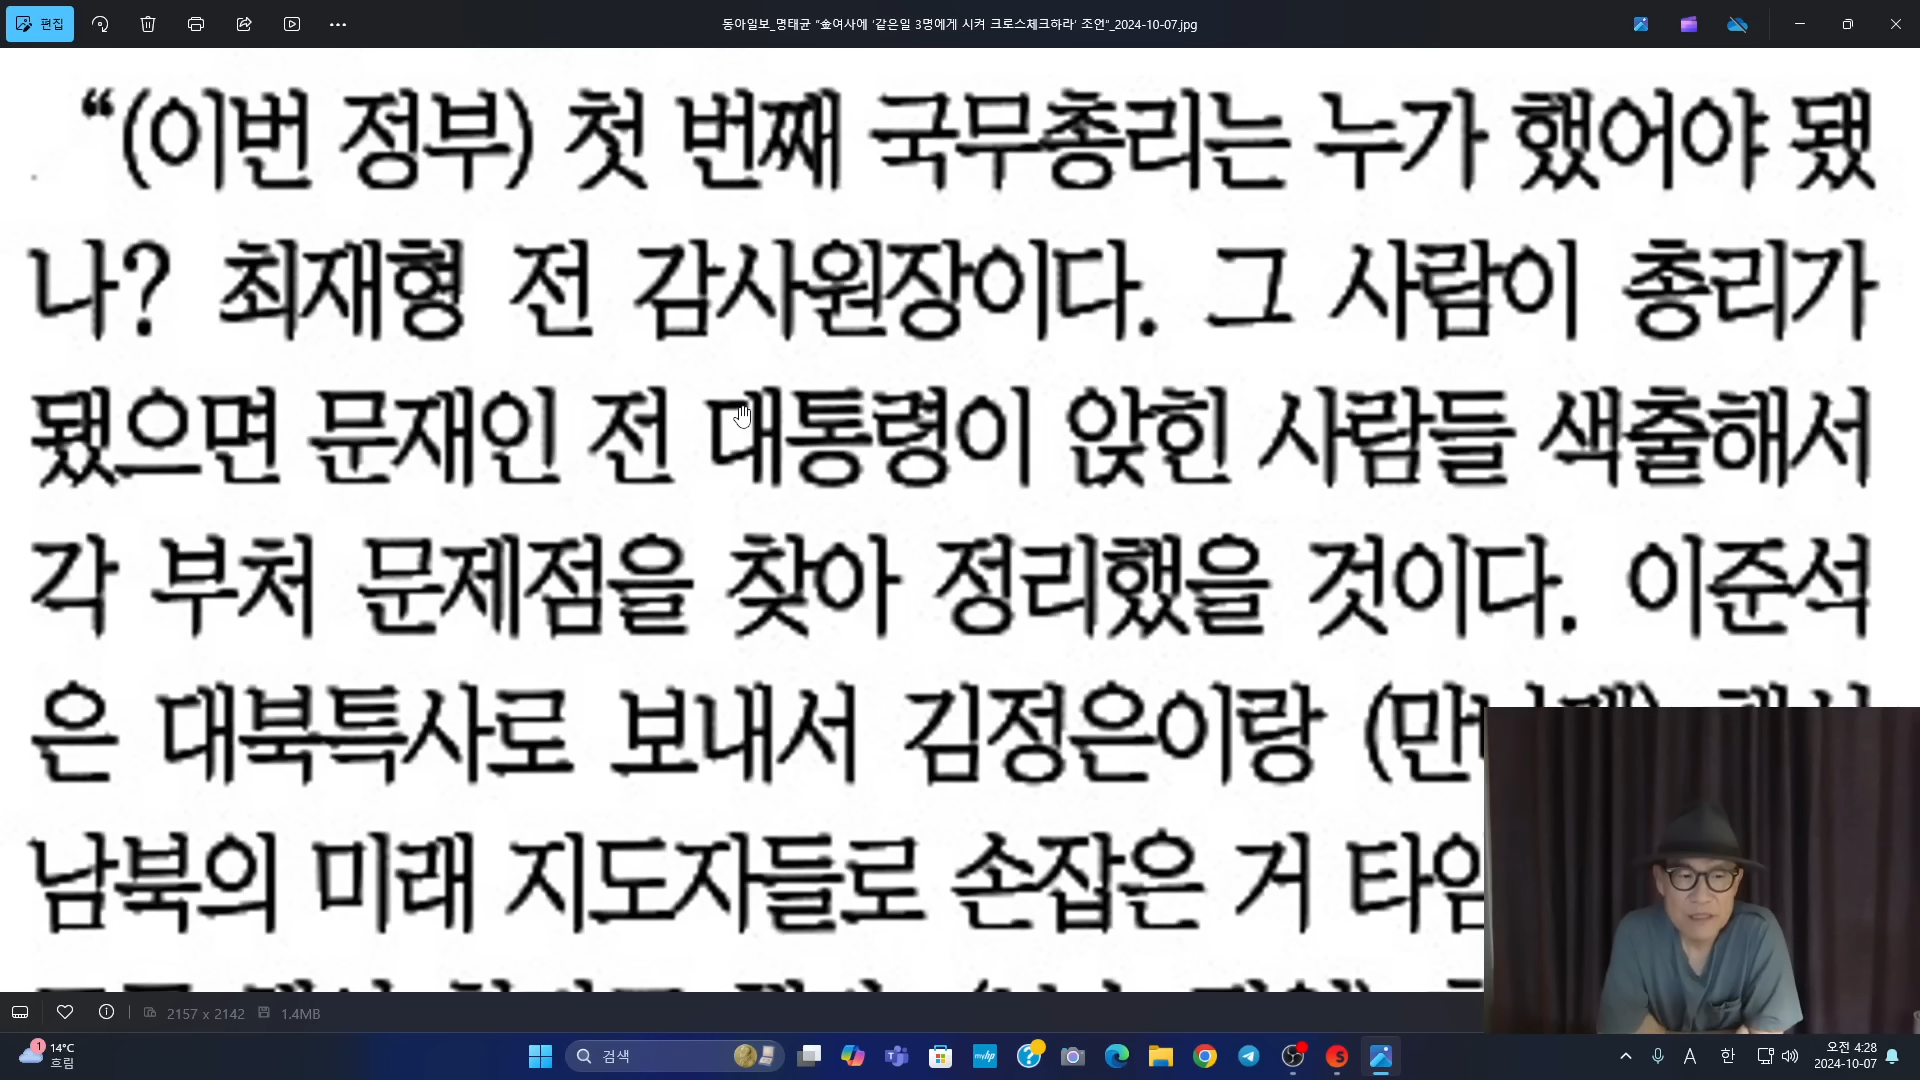 편집
동아일보_명태균 "金여사에 '같은일 3명에게 시켜 크로스체크하라' 조언"_2024-10-07.jpg
“(이번 정부) 첫 번째 국무총리는 누가 했어야 됐
나? 최재형 전 감사원장이다. 그 사람이 총리가
됐으면 문재인 전 대통령이 앉힌 사람들 색출해서
각 부처 문제점을 찾아 정리했을 것이다. 이준석
은 대북특사로 보내서 김정은이랑
남북의 미래 지도자들로 손잡은 거
2157 x 2142
1.4MB
1
14°C
흐림
검색
myhp
A
한
오전 4:28
2024-10-07